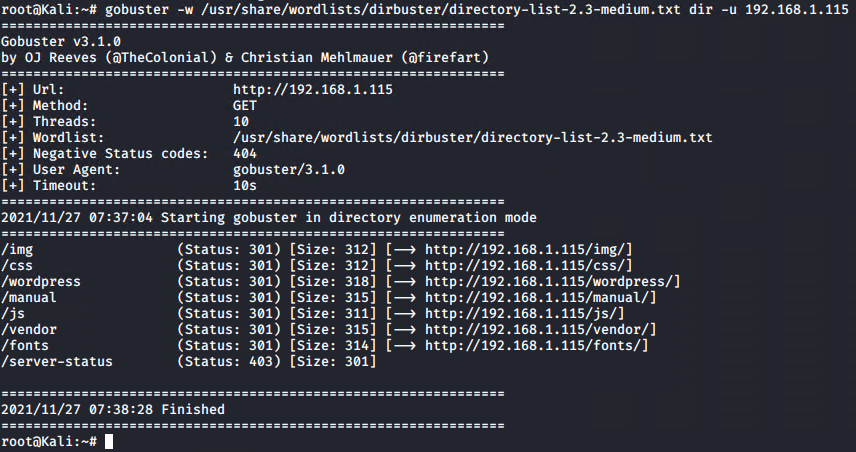 root@Kali:~# gobuster -w /usr/share/wordlists/dirbuster/directory-list-2.3-medium.txt dir -u 192.168.1.115
===============================================================
Gobuster v3.1.0
by OJ Reeves (@TheColonial) & Christian Mehlmauer (@firefart)
===============================================================
[+] Url:                     http://192.168.1.115
[+] Method:                  GET
[+] Threads:                 10
[+] Wordlist:                /usr/share/wordlists/dirbuster/directory-list-2.3-medium.txt
[+] Negative Status codes:   404
[+] User Agent:              gobuster/3.1.0
[+] Timeout:                 10s
===============================================================
2021/11/27 07:37:04 Starting gobuster in directory enumeration mode
===============================================================
/img                  (Status: 301) [Size: 312] [--> http://192.168.1.115/img/]
/css                  (Status: 301) [Size: 312] [--> http://192.168.1.115/css/]
/wordpress            (Status: 301) [Size: 318] [--> http://192.168.1.115/wordpress/]
/manual               (Status: 301) [Size: 315] [--> http://192.168.1.115/manual/]
/js                   (Status: 301) [Size: 311] [--> http://192.168.1.115/js/]
/vendor               (Status: 301) [Size: 315] [--> http://192.168.1.115/vendor/]
/fonts                (Status: 301) [Size: 314] [--> http://192.168.1.115/fonts/]
/server-status        (Status: 403) [Size: 301]
===============================================================
2021/11/27 07:38:28 Finished
===============================================================
root@Kali:~#